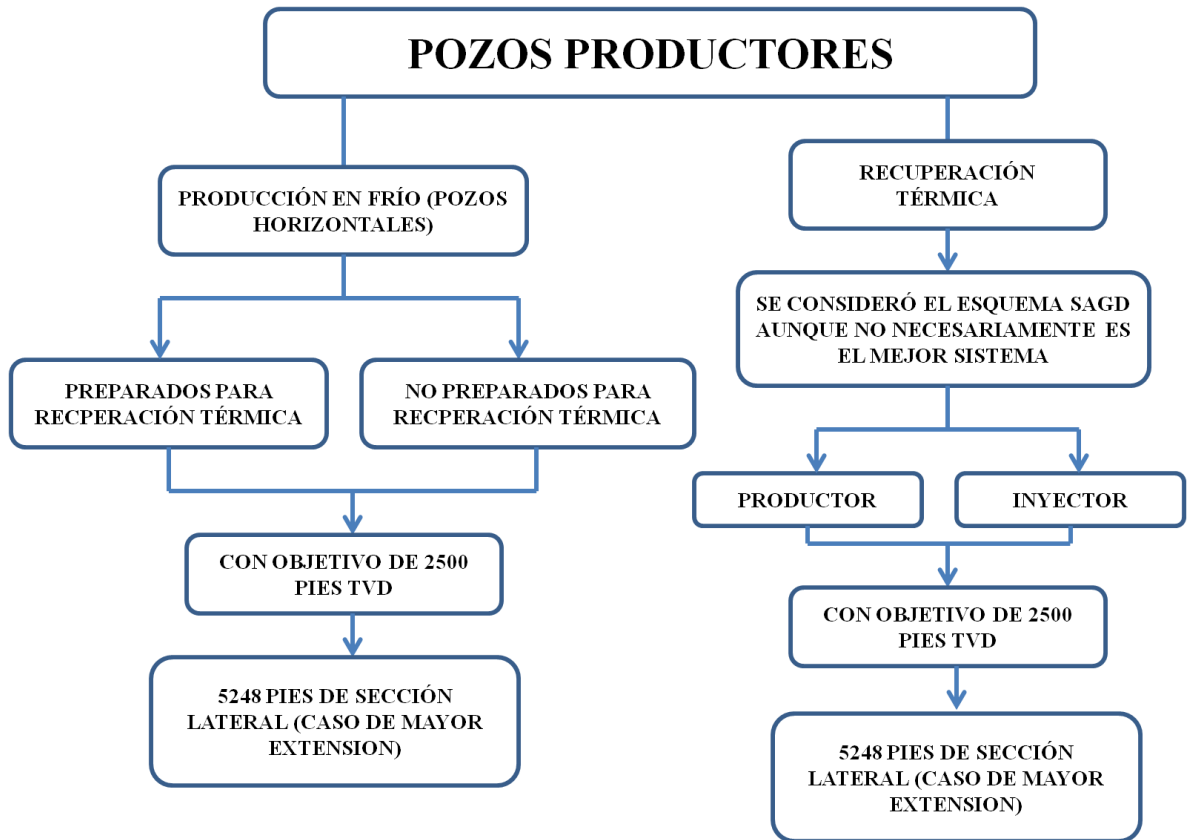 POZOS PRODUCTORES
PRODUCCIÓN EN FRÍO (POZOS
HORIZONTALES)
PREPARADOS PARA
RECPERACIÓN TÉRMICA
NO PREPARADOS PARA
RECPERACIÓN TÉRMICA
CON OBJETIVO DE 2500
PIES TVD
5248 PIES DE SECCIÓN
LATERAL (CASO DE MAYOR
EXTENSION)
RECUPERACIÓN
TÉRMICA
SE CONSIDERÓ EL ESQUEMA SAGD
AUNQUE NO NECESARIAMENTE ES
EL MEJOR SISTEMA
PRODUCTOR
INYECTOR
CON OBJETIVO DE 2500
PIES TVD
5248 PIES DE SECCIÓN
LATERAL (CASO DE MAYOR
EXTENSION)